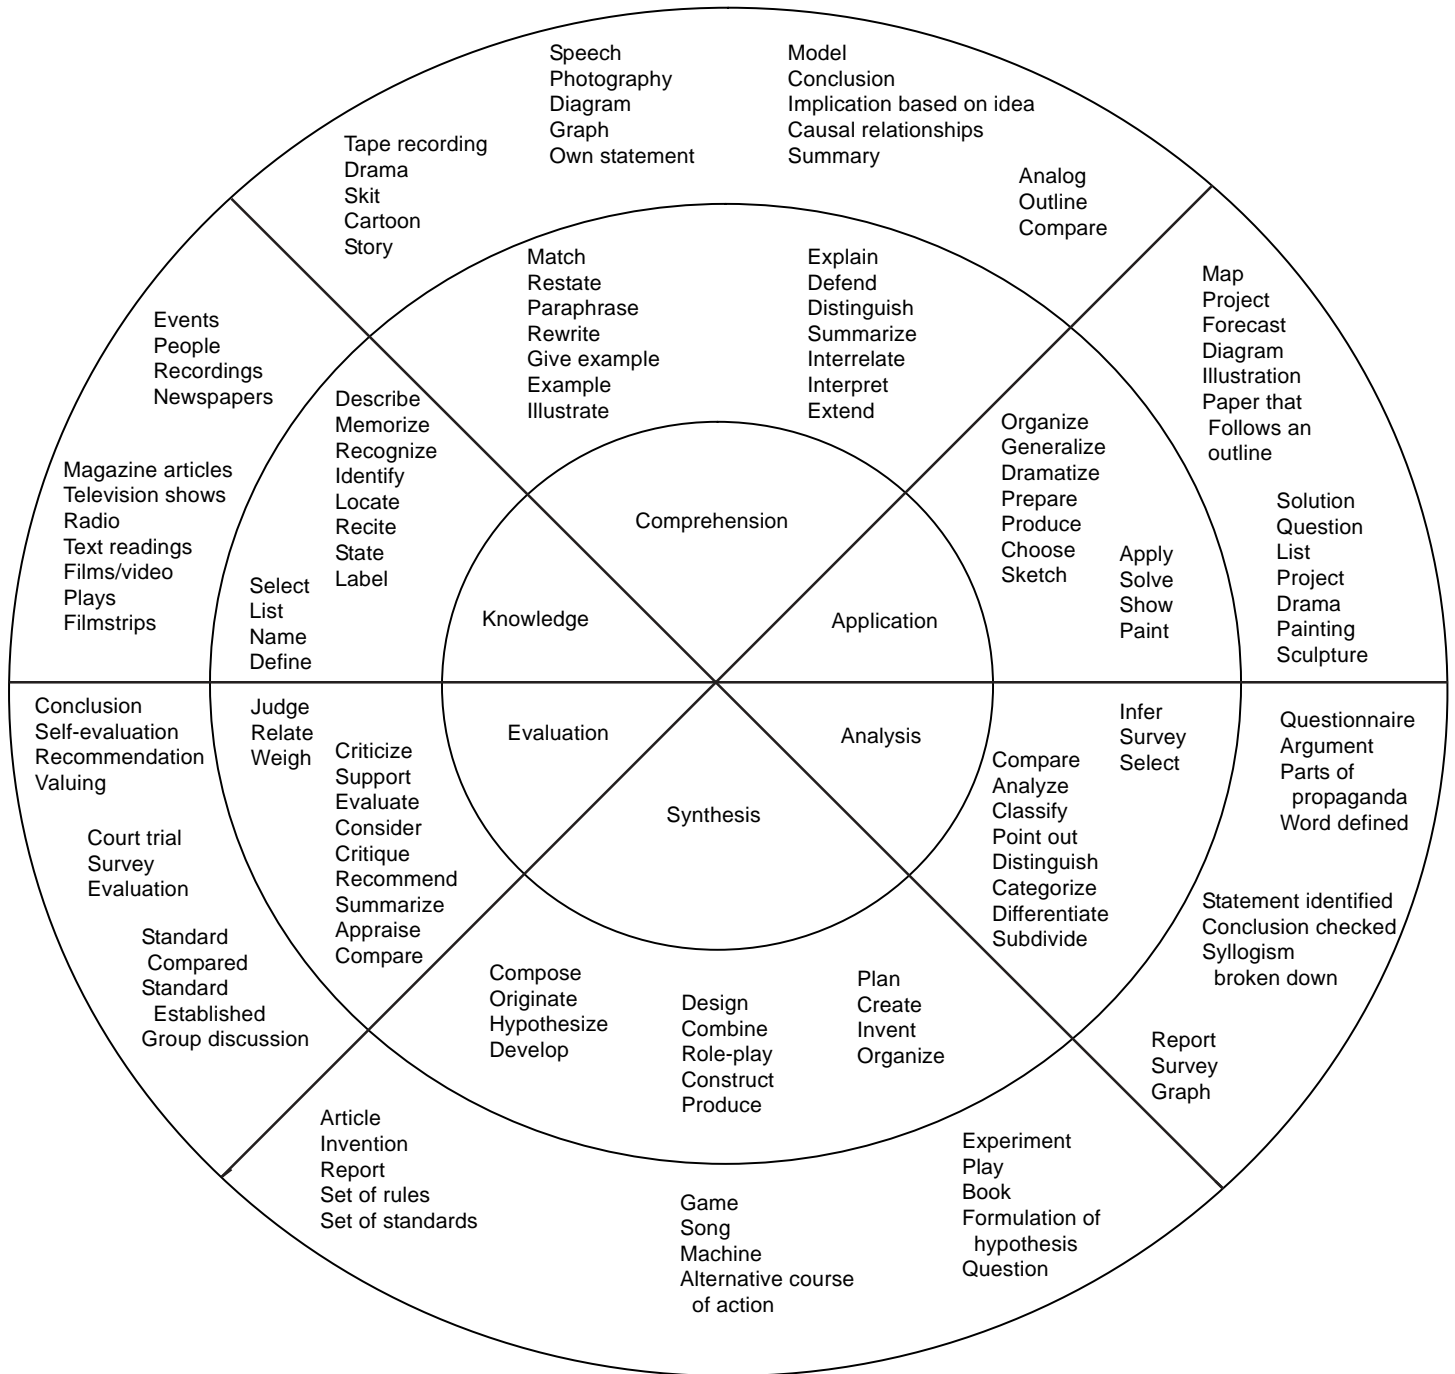 Speech
Photography
Diagram
Graph
Own statement
Model
Conclusion
Implication based on idea
Causal relationships
Summary
Tape recording
Drama
Skit
Cartoon
Story
Analog
Outline
Compare
Match
Restate
Paraphrase
Rewrite
Give example
Example
Illustrate
Explain
Defend
Distinguish
Summarize
Interrelate
Interpret
Extend
Comprehension
Events
People
Recordings
Newspapers
Magazine articles
Television shows
Radio
Text readings
Films/video
Plays
Filmstrips
Describe
Memorize
Recognize
Identify
Locate
Recite
State
Label
Select
List
Name
Define
Knowledge
Application
Organize
Generalize
Dramatize
Prepare
Produce
Choose
Sketch
Apply
Solve
Show
Paint
Map
Project
Forecast
Diagram
Illustration
Paper that
Follows an
outline
Solution
Question
List
Project
Drama
Painting
Sculpture
Conclusion
Self-evaluation
Recommendation
Valuing
Court trial
Survey
Evaluation
Standard
Compared
Standard
Established
Group discussion
Judge
Relate
Weigh
Criticize
Support
Evaluate
Consider
Critique
Recommend
Summarize
Appraise
Compare
Evaluation
Analysis
Infer
Survey
Select
Compare
Analyze
Classify
Point out
Distinguish
Categorize
Differentiate
Subdivide
Questionnaire
Argument
Parts of
propaganda
Word defined
Statement identified
Conclusion checked
Syllogism
broken down
Report
Survey
Graph
Synthesis
Compose
Originate
Hypothesize
Develop
Design
Combine
Role-play
Construct
Produce
Plan
Create
Invent
Organize
Article
Invention
Report
Set of rules
Set of standards
Game
Song
Machine
Alternative course
of action
Experiment
Play
Book
Formulation of
hypothesis
Question